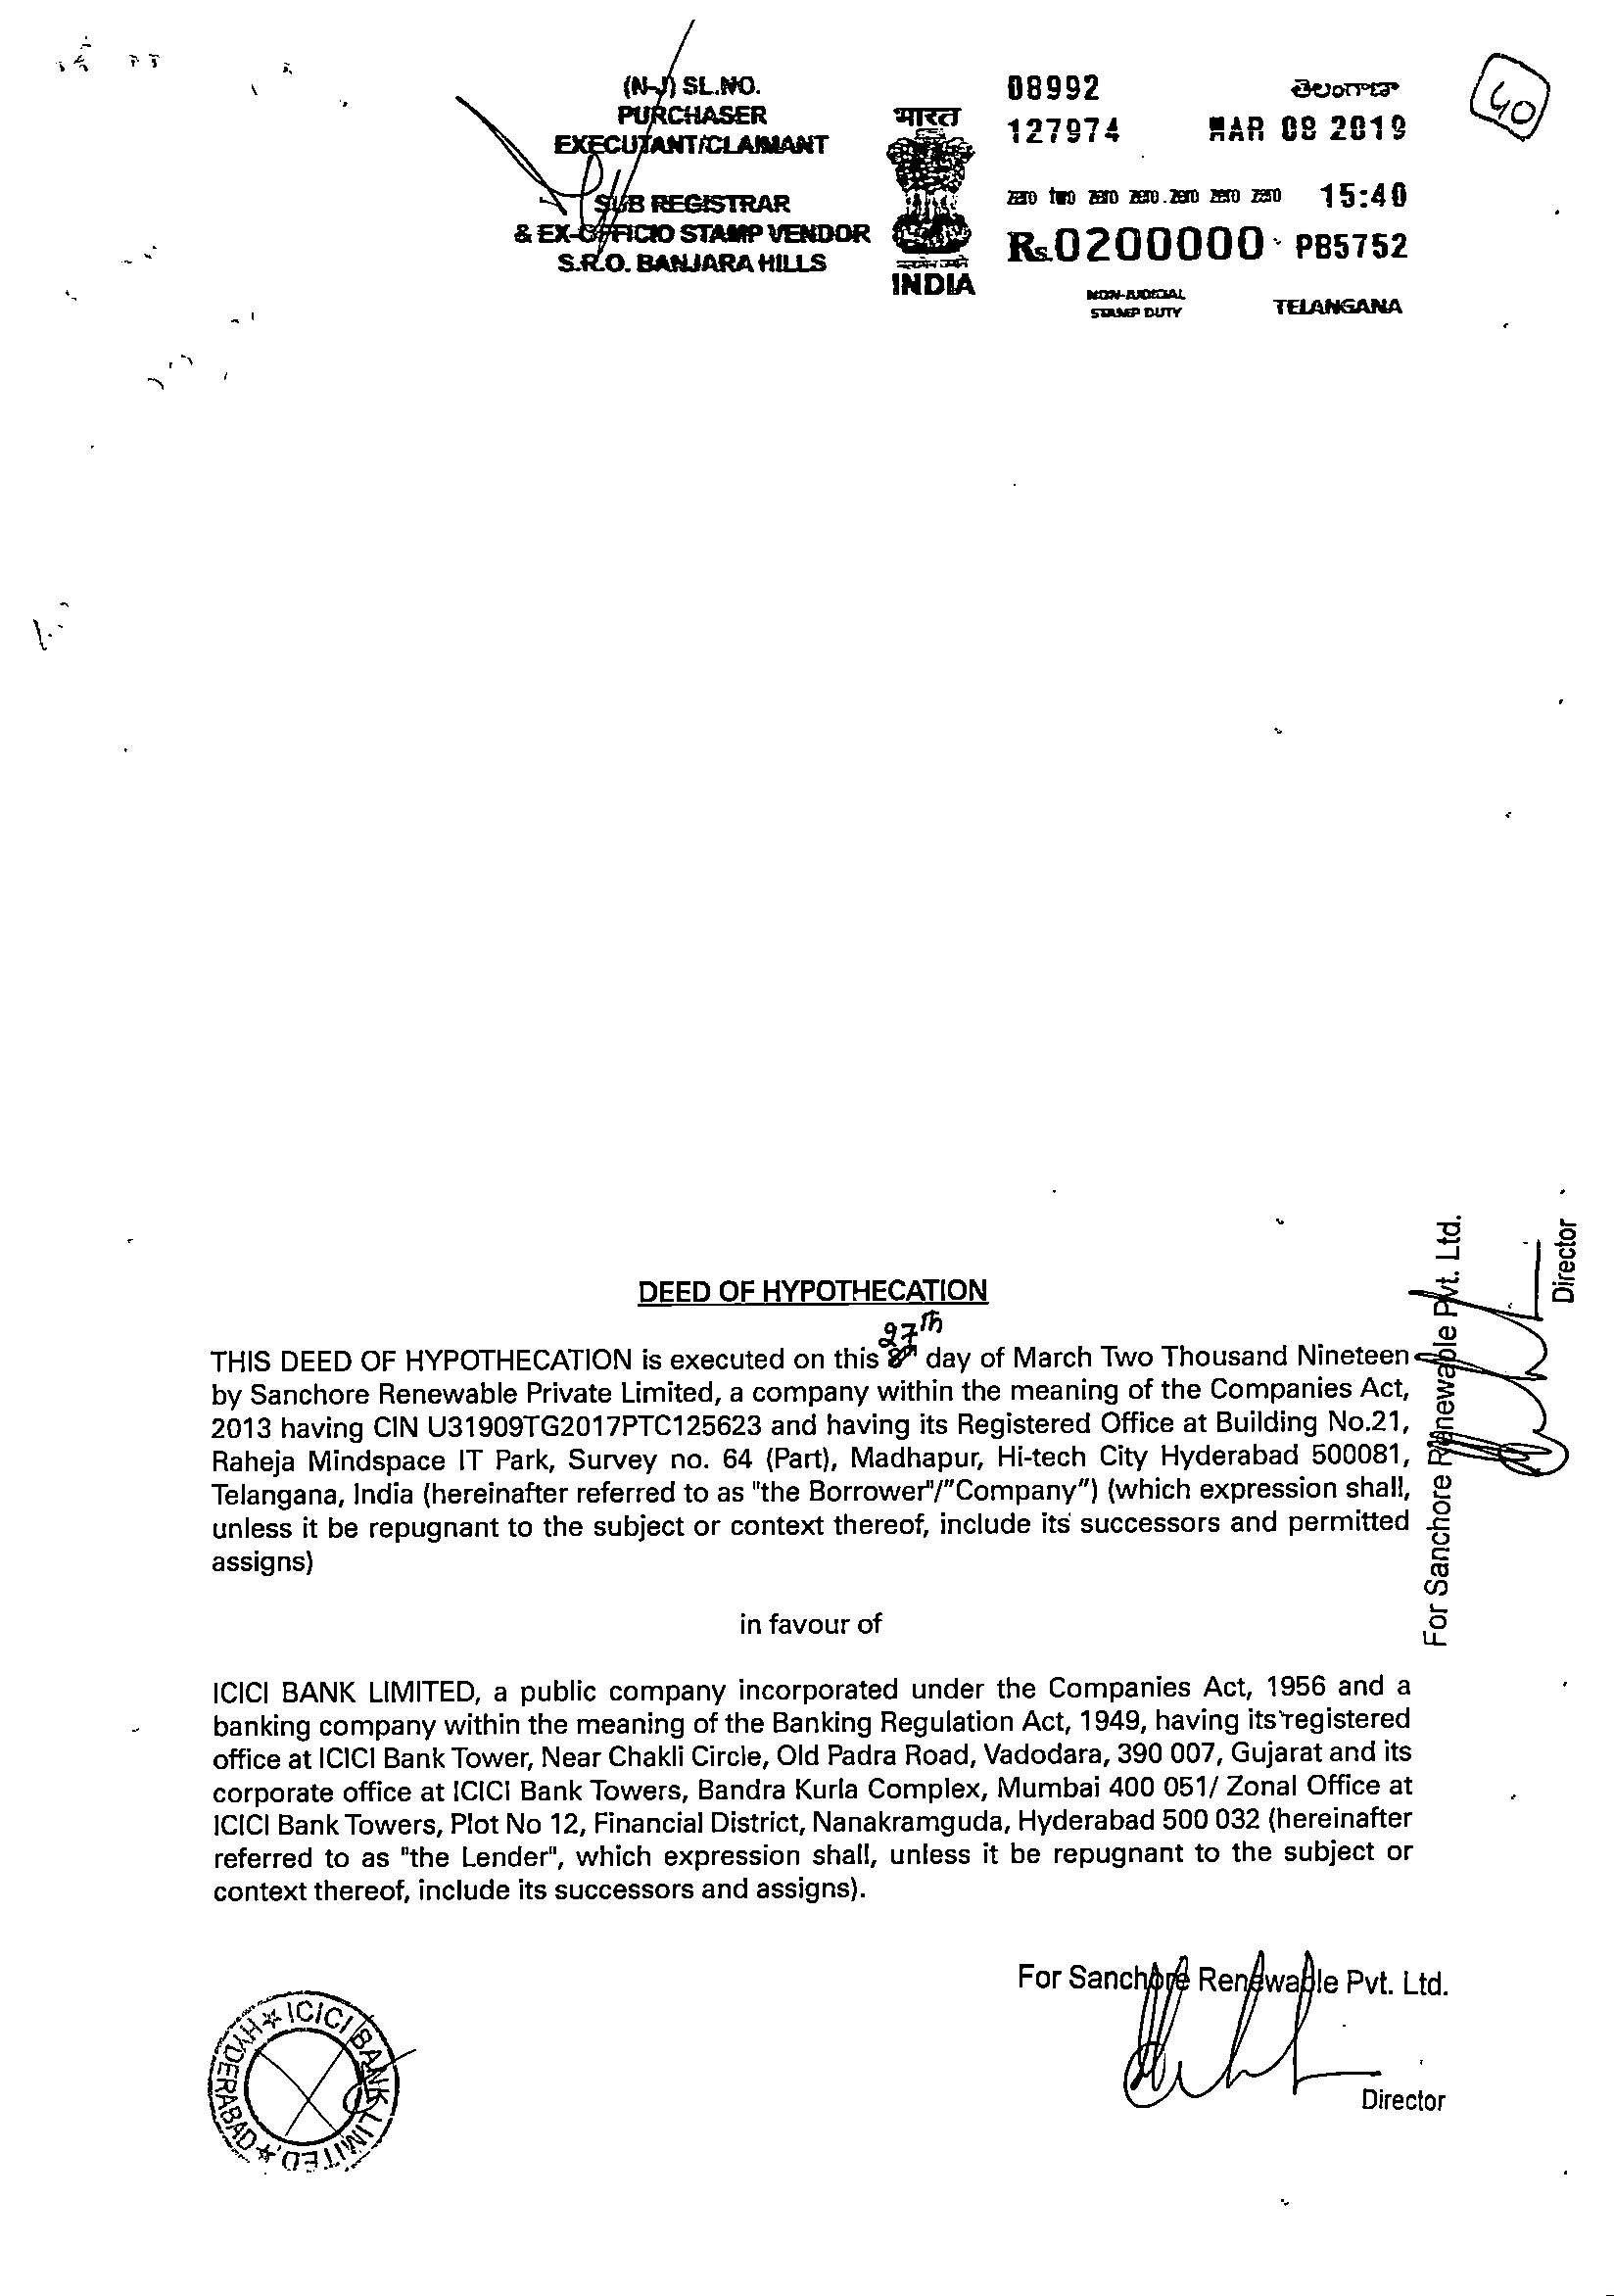 (N-J) SL.NO.
PURCHASER
EXECUTANT/CLAIMANT
SUB REGISTRAR
& EX-OFFICIO STAMP VENDOR
S.R.O. BANJARA HILLS
भारत
INDIA
08992 తెలంగాణ
127974 MAR 08 2019
zero two zero zero zero zero zero 15:40
Rs.0200000 PB5752
NON-JUDICIAL
STAMP DUTY
TELANGANA
40
DEED OF HYPOTHECATION
27th
THIS DEED OF HYPOTHECATION is executed on this day of March Two Thousand Nineteen
by Sanchore Renewable Private Limited, a company within the meaning of the Companies Act,
2013 having CIN U31909TG2017PTC125623 and having its Registered Office at Building No.21,
Raheja Mindspace IT Park, Survey no. 64 (Part), Madhapur, Hi-tech City Hyderabad 500081,
Telangana, India (hereinafter referred to as "the Borrower"/"Company") (which expression shall,
unless it be repugnant to the subject or context thereof, include its successors and permitted
assigns)
For Sanchore Renewable Pvt. Ltd.
Director
in favour of
ICICI BANK LIMITED, a public company incorporated under the Companies Act, 1956 and a
banking company within the meaning of the Banking Regulation Act, 1949, having its registered
office at ICICI Bank Tower, Near Chakli Circle, Old Padra Road, Vadodara, 390 007, Gujarat and its
corporate office at ICICI Bank Towers, Bandra Kurla Complex, Mumbai 400 051/ Zonal Office at
ICICI Bank Towers, Plot No 12, Financial District, Nanakramguda, Hyderabad 500 032 (hereinafter
referred to as "the Lender", which expression shall, unless it be repugnant to the subject or
context thereof, include its successors and assigns).
For Sanchore Renewable Pvt. Ltd.
Director
ICICI BANK LIMITED, ★ HYDERABAD ★